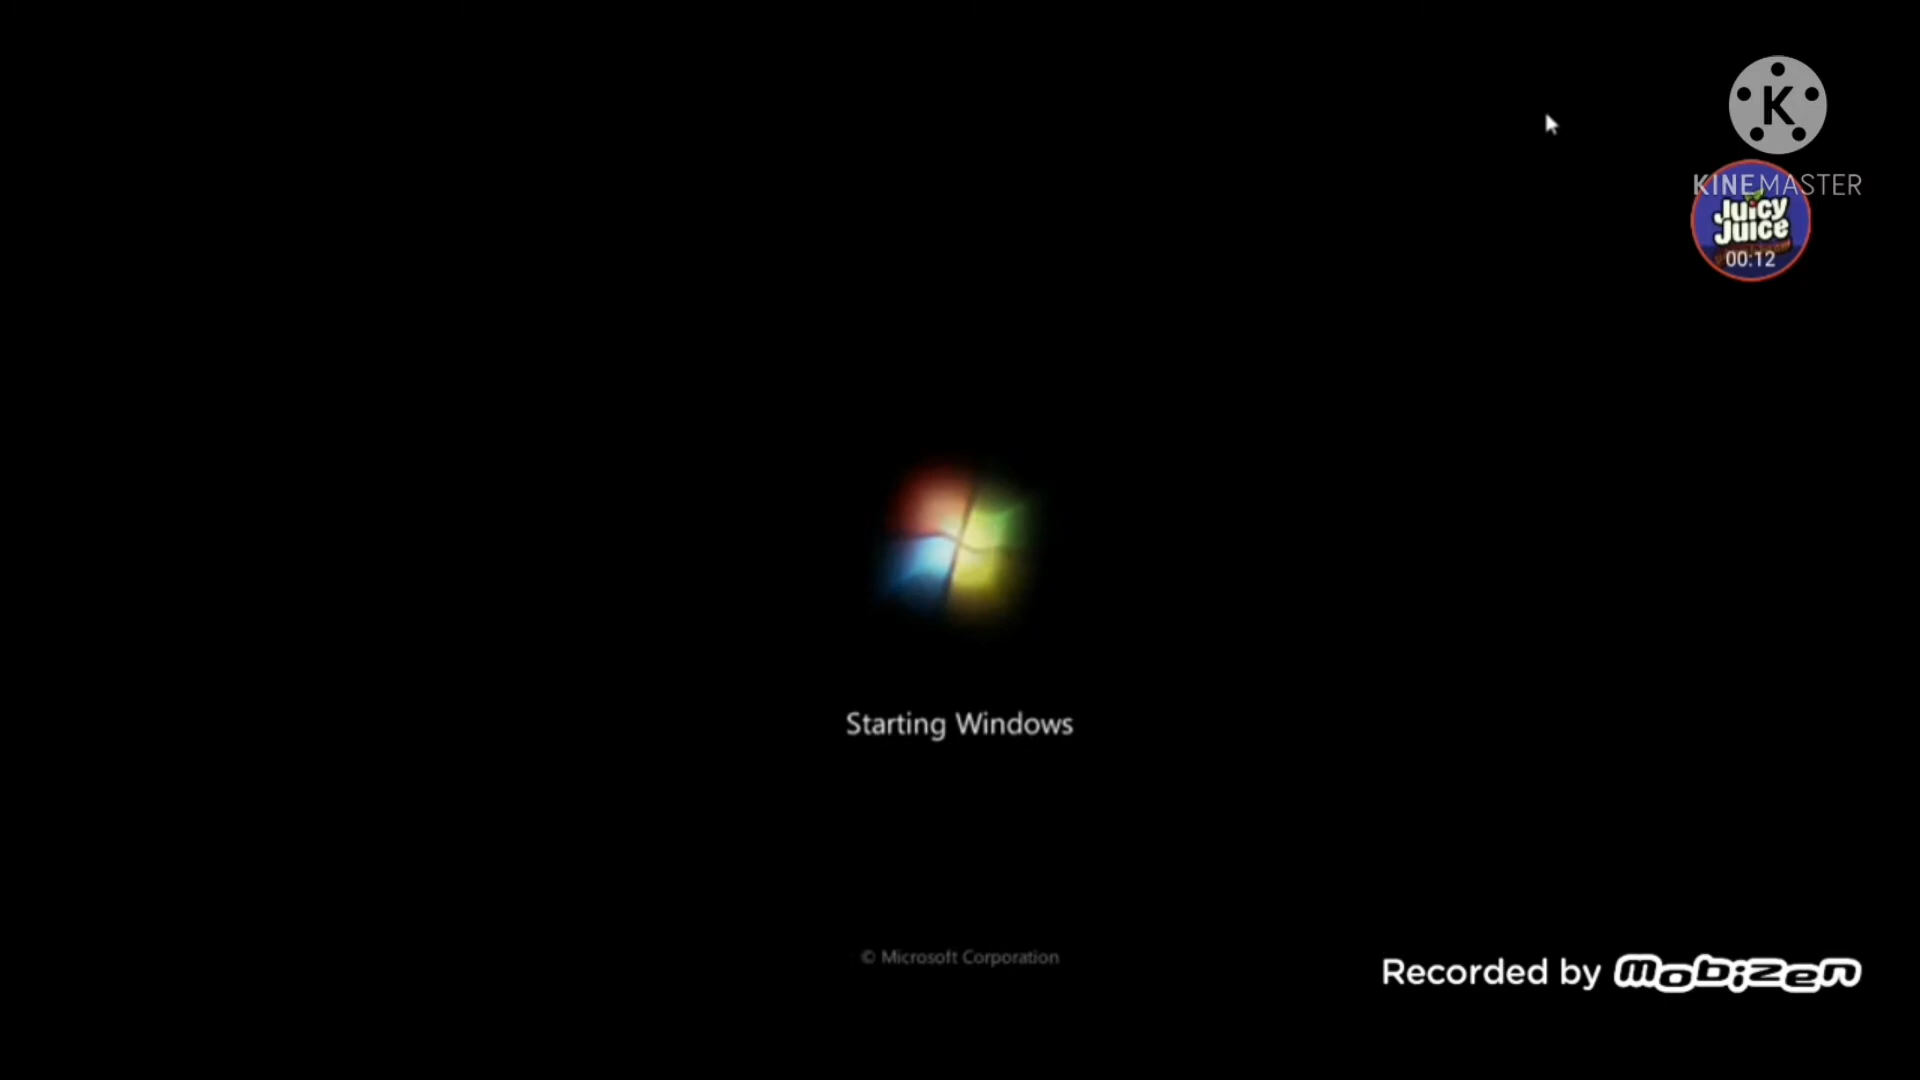 K
KINEMASTER
Juicy
Juice
00:12
Starting Windows
© Microsoft Corporation
Recorded by mobizen